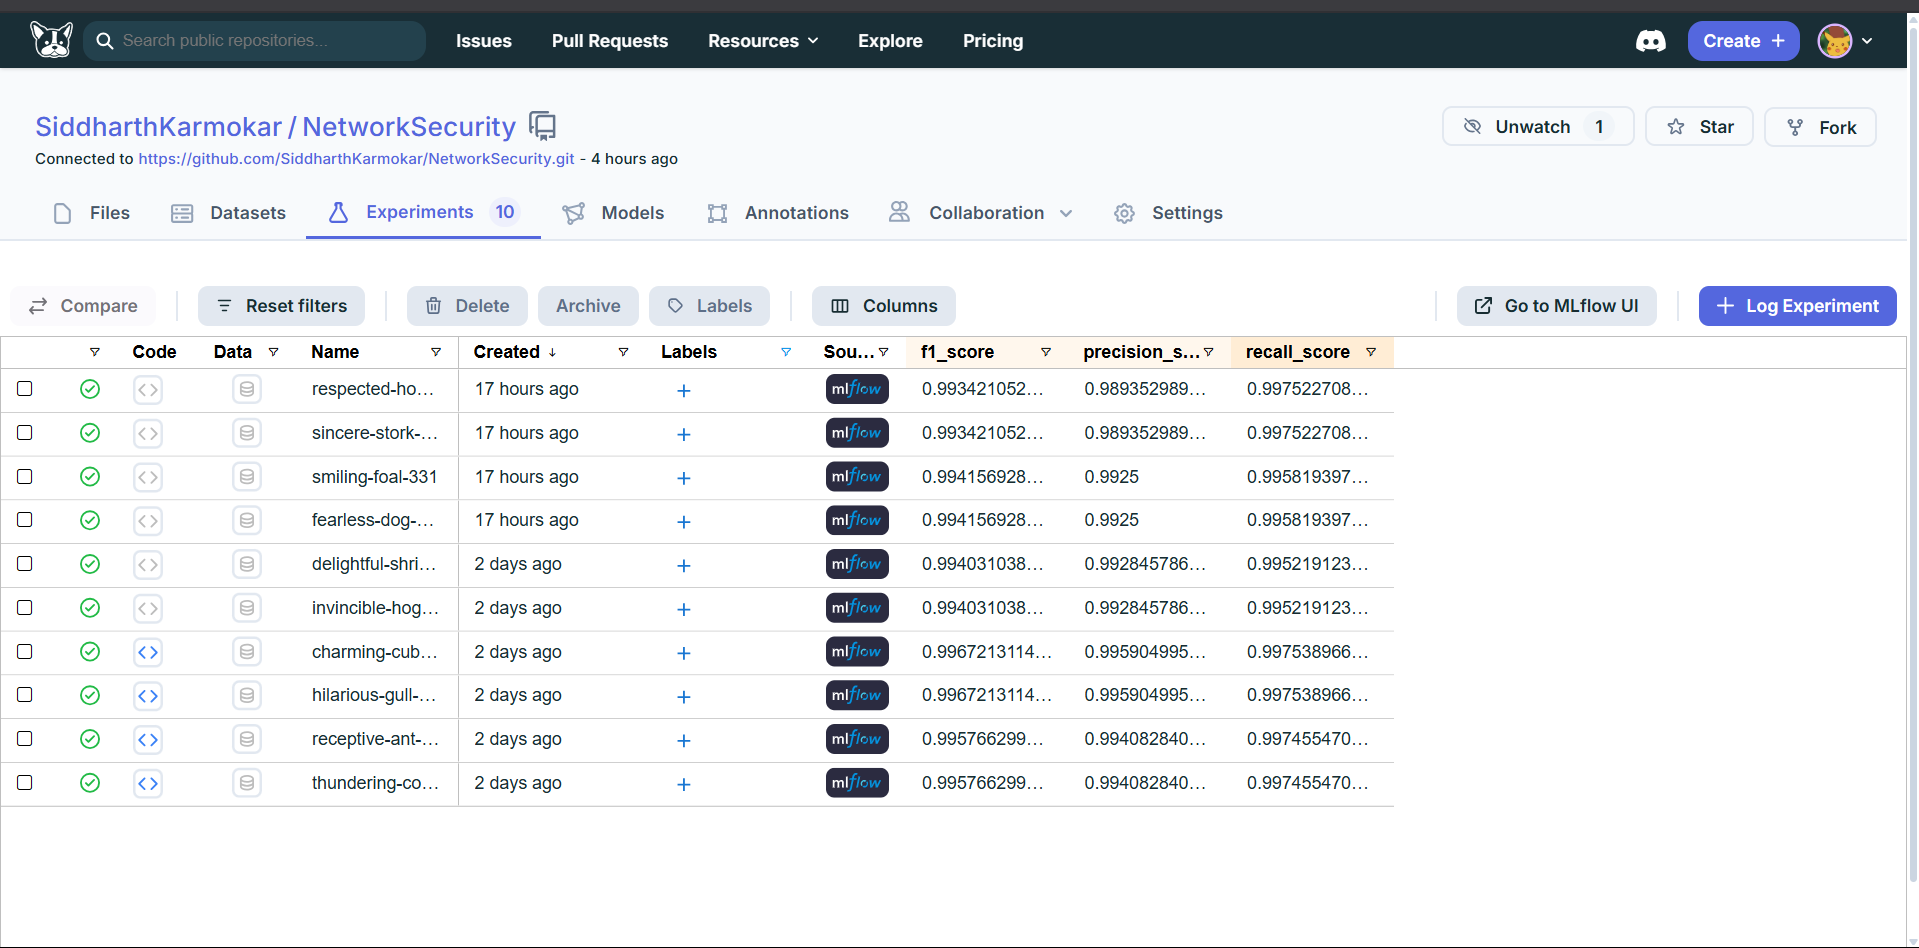 Search public repositories...
Issues
Pull Requests
Resources
Explore
Pricing
Create +
SiddharthKarmokar / NetworkSecurity
Connected to https://github.com/SiddharthKarmokar/NetworkSecurity.git - 4 hours ago
Unwatch 1
Star
Fork
Files
Datasets
Experiments 10
Models
Annotations
Collaboration
Settings
Compare
Reset filters
Delete
Archive
Labels
Columns
Go to MLflow UI
+ Log Experiment
Code Data Name Created ↓ Labels Sou... f1_score precision_s... recall_score
respected-ho... 17 hours ago + mlflow 0.993421052... 0.989352989... 0.997522708...
sincere-stork-... 17 hours ago + mlflow 0.993421052... 0.989352989... 0.997522708...
smiling-foal-331 17 hours ago + mlflow 0.994156928... 0.9925 0.995819397...
fearless-dog-... 17 hours ago + mlflow 0.994156928... 0.9925 0.995819397...
delightful-shri... 2 days ago + mlflow 0.994031038... 0.992845786... 0.995219123...
invincible-hog... 2 days ago + mlflow 0.994031038... 0.992845786... 0.995219123...
charming-cub... 2 days ago + mlflow 0.9967213114... 0.995904995... 0.997538966...
hilarious-gull-... 2 days ago + mlflow 0.9967213114... 0.995904995... 0.997538966...
receptive-ant-... 2 days ago + mlflow 0.995766299... 0.994082840... 0.997455470...
thundering-co... 2 days ago + mlflow 0.995766299... 0.994082840... 0.997455470...